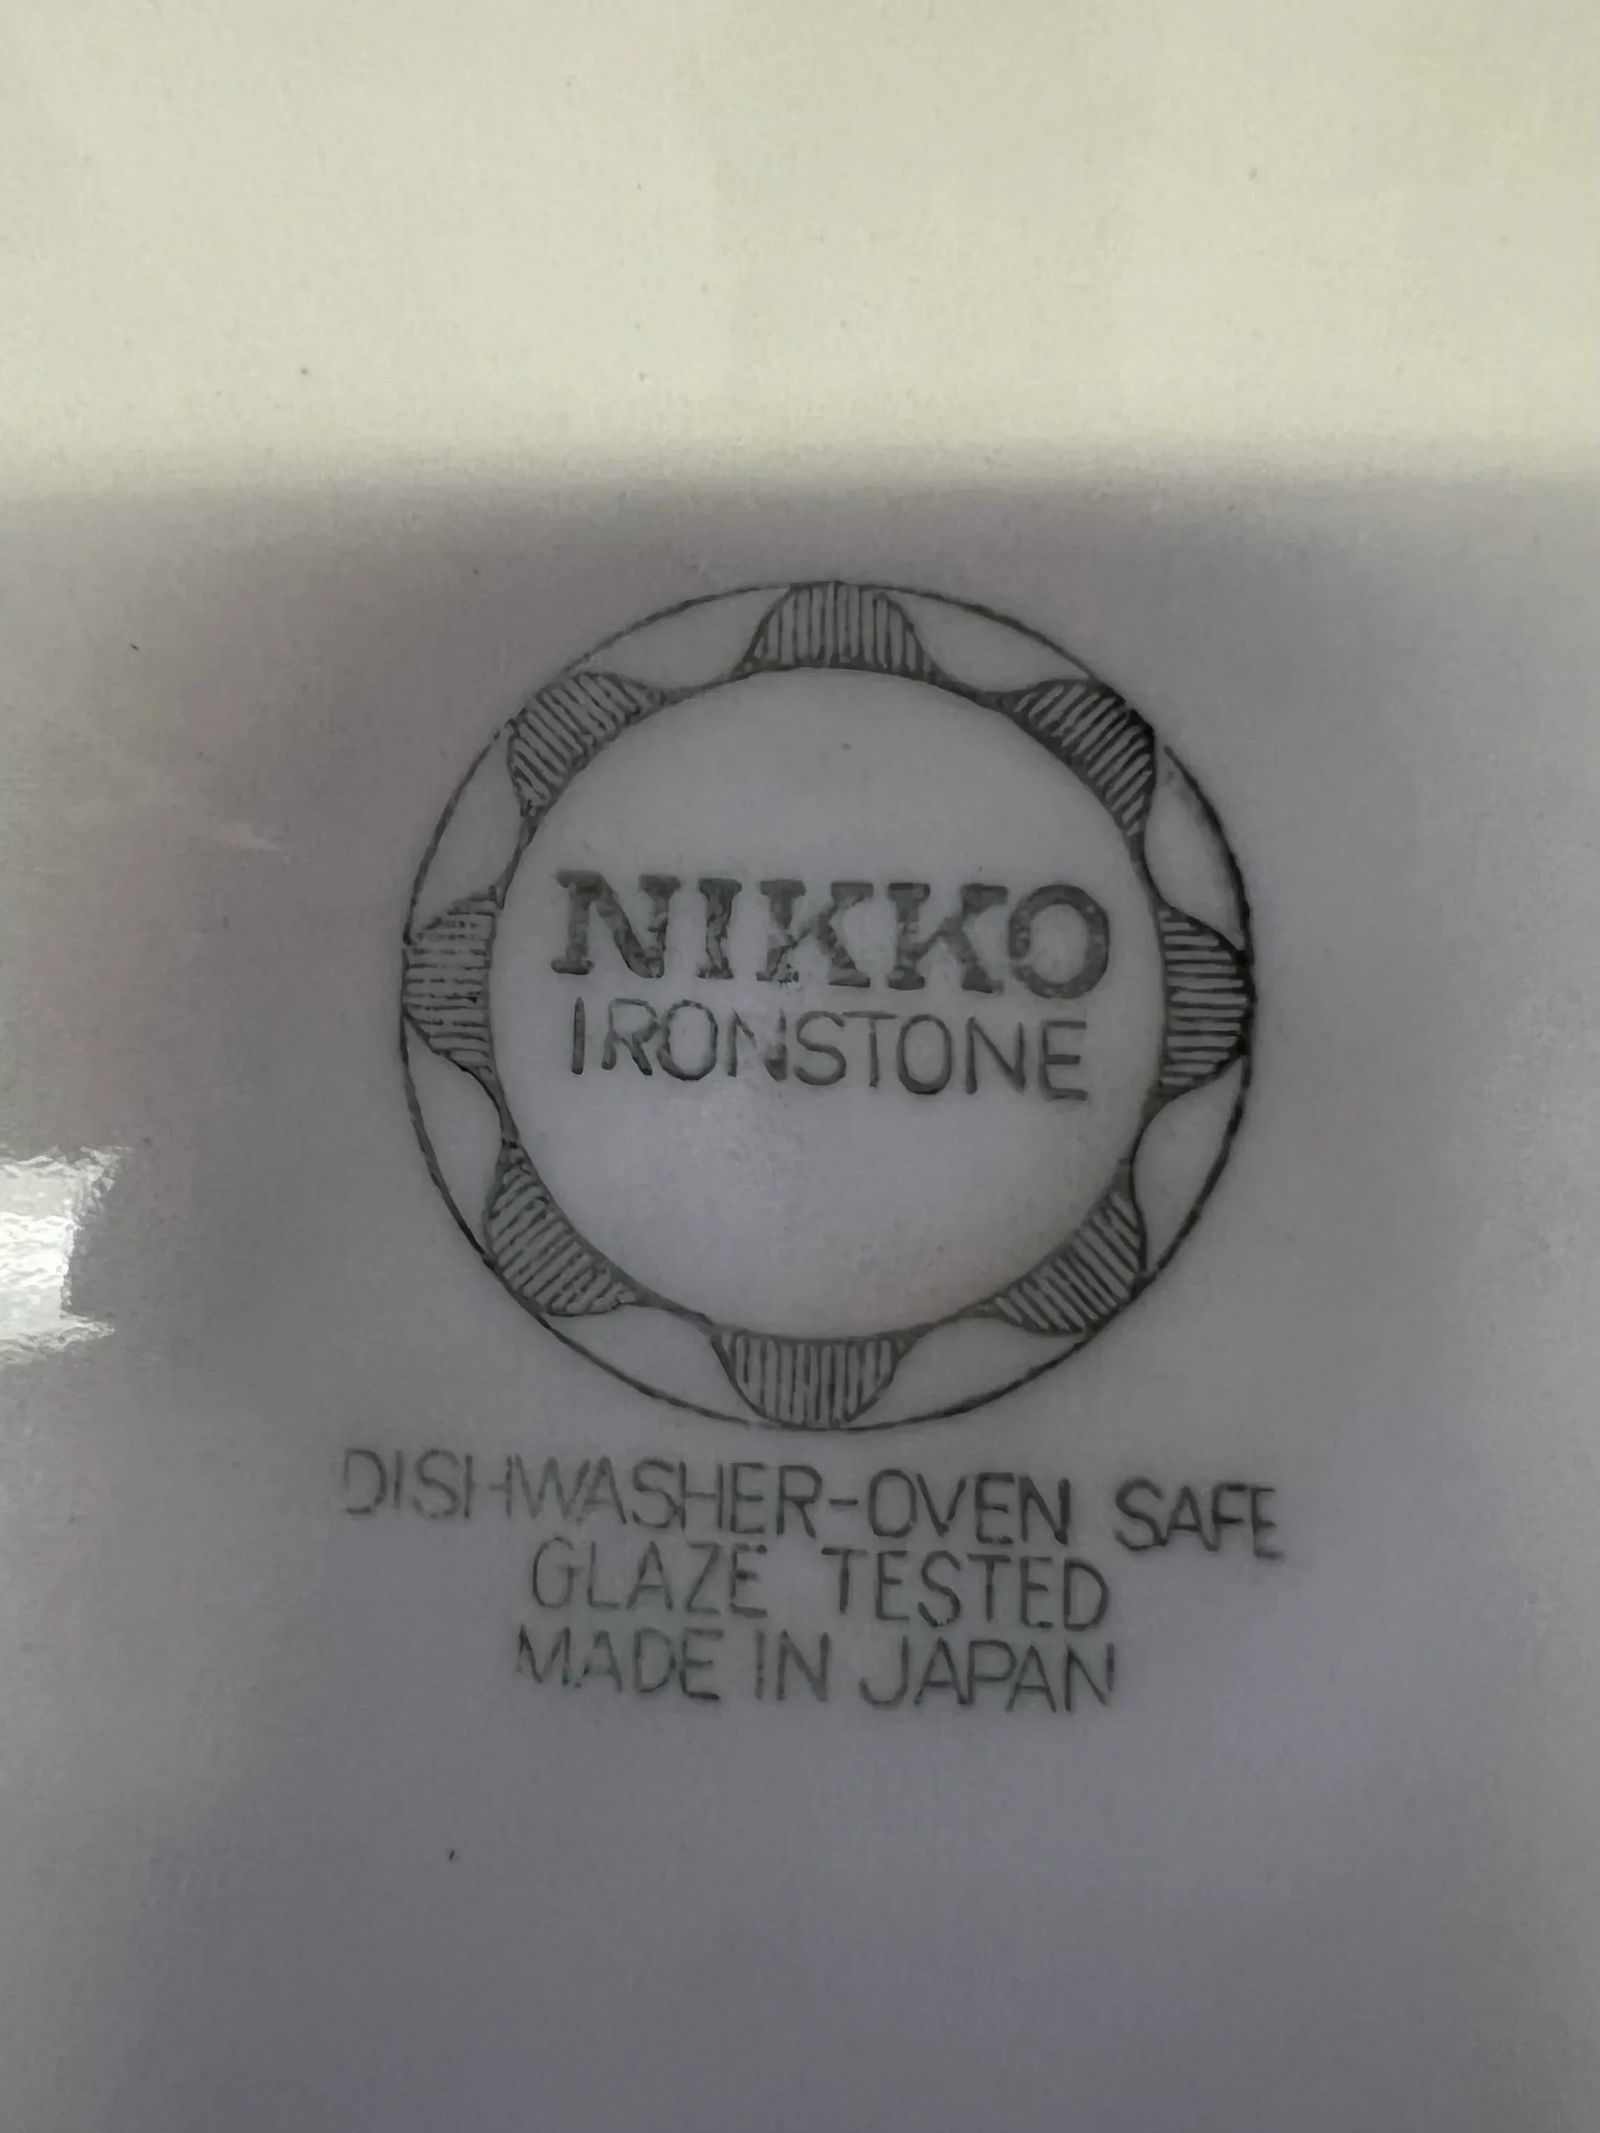 NIKKO
IRONSTONE
DISHWASHER-OVEN SAFE
GLAZE TESTED
MADE IN JAPAN